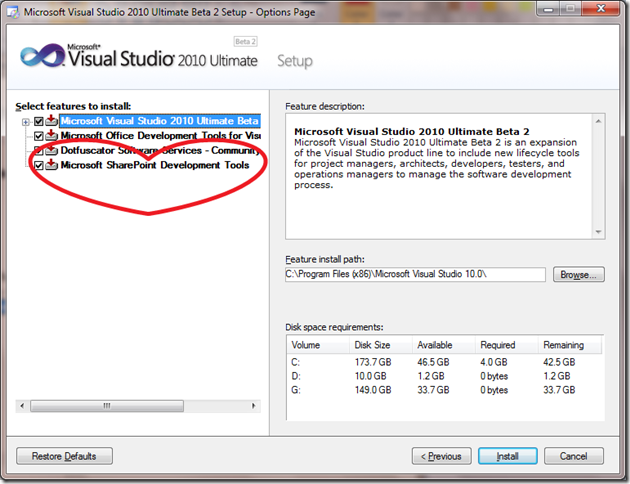 Microsoft Visual Studio 2010 Ultimate Beta 2 Setup - Options Page
Beta 2
Microsoft®
Visual Studio® 2010 Ultimate Setup
Select features to install:
Microsoft Visual Studio 2010 Ultimate Beta
Microsoft Office Development Tools for Visu
Dotfuscator Software Services - Community
Microsoft SharePoint Development Tools
Feature description:
Microsoft Visual Studio 2010 Ultimate Beta 2
Microsoft Visual Studio 2010 Ultimate Beta 2 is an expansion
of the Visual Studio product line to include new lifecycle tools
for project managers, architects, developers, testers, and
operations managers to manage the software development
process.
Feature install path:
C:\Program Files (x86)\Microsoft Visual Studio 10.0\ Browse...
Disk space requirements:
Volume Disk Size Available Required Remaining
C: 173.7 GB 46.5 GB 4.0 GB 42.5 GB
D: 10.0 GB 1.2 GB 0 bytes 1.2 GB
G: 149.0 GB 33.7 GB 0 bytes 33.7 GB
Restore Defaults < Previous Install Cancel